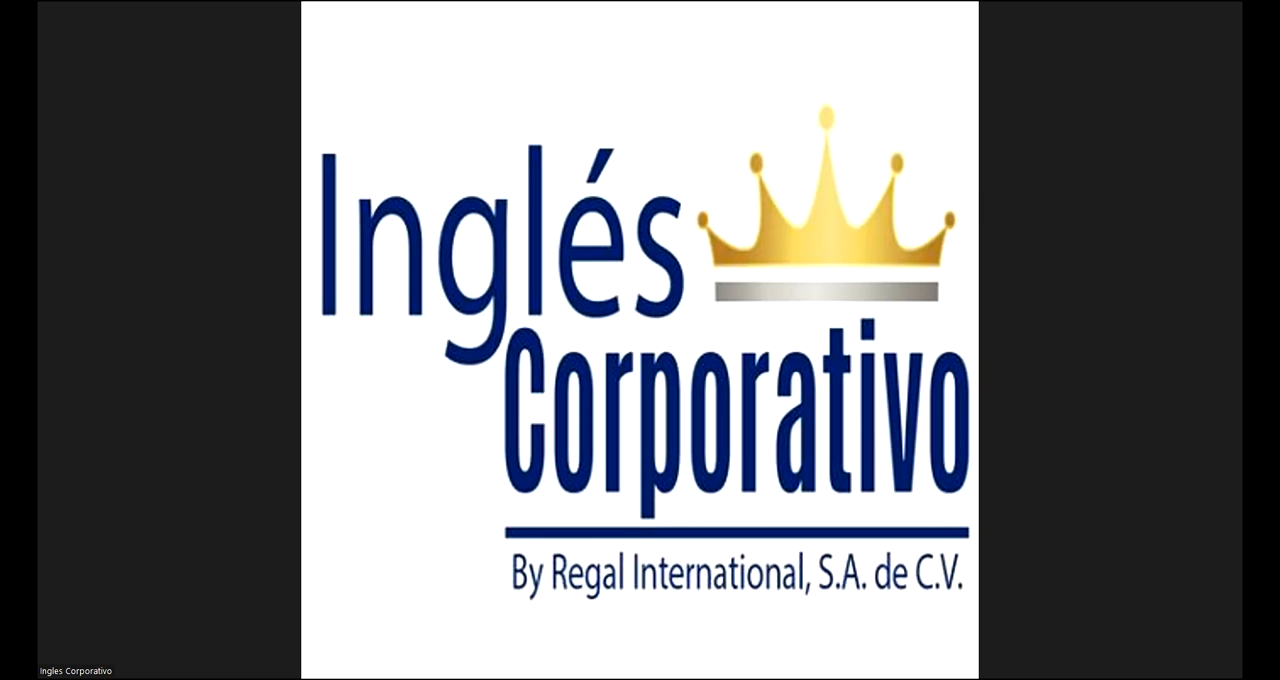 Inglés
Corporativo
By Regal International, S.A. de C.V.
Ingles Corporativo